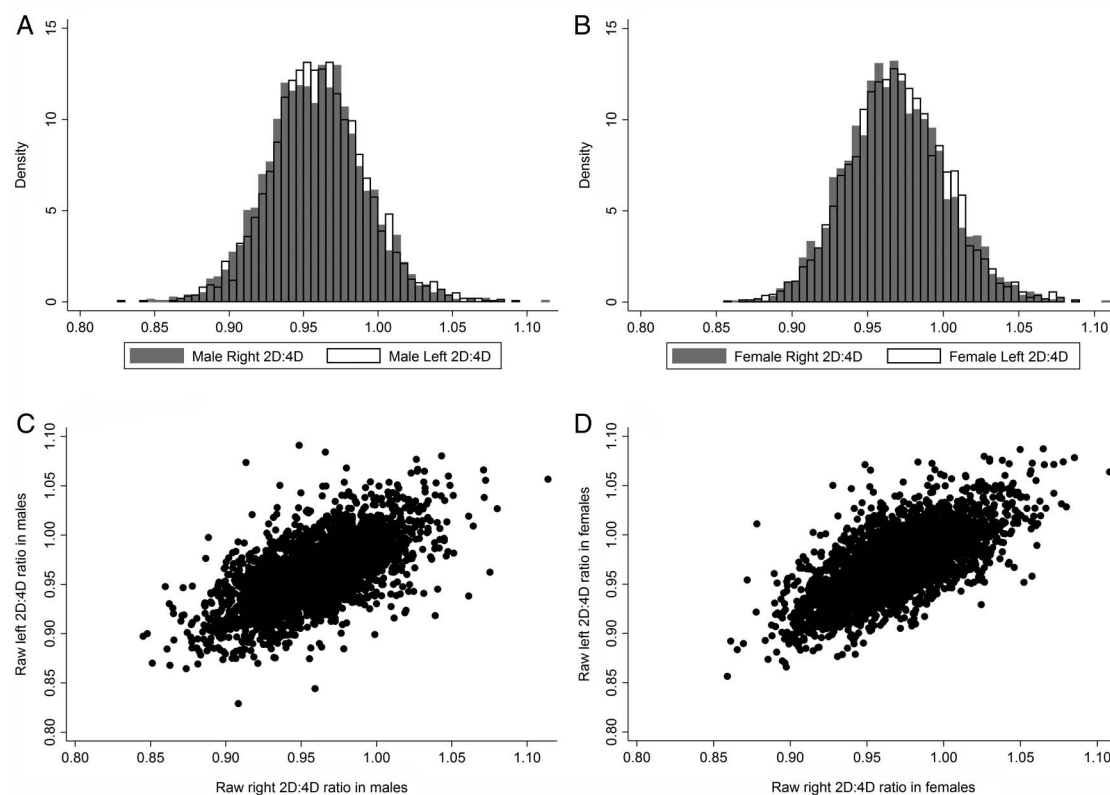 A
15
10
5
0
Density
0.80 0.85 0.90 0.95 1.00 1.05 1.10
Male Right 2D:4D Male Left 2D:4D
B
15
10
5
0
Density
0.80 0.85 0.90 0.95 1.00 1.05 1.10
Female Right 2D:4D Female Left 2D:4D
C
1.10
1.05
1.00
0.95
0.90
0.85
0.80
Raw left 2D:4D ratio in males
0.80 0.85 0.90 0.95 1.00 1.05 1.10
Raw right 2D:4D ratio in males
D
1.10
1.05
1.00
0.95
0.90
0.85
0.80
Raw left 2D:4D ratio in females
0.80 0.85 0.90 0.95 1.00 1.05 1.10
Raw right 2D:4D ratio in females